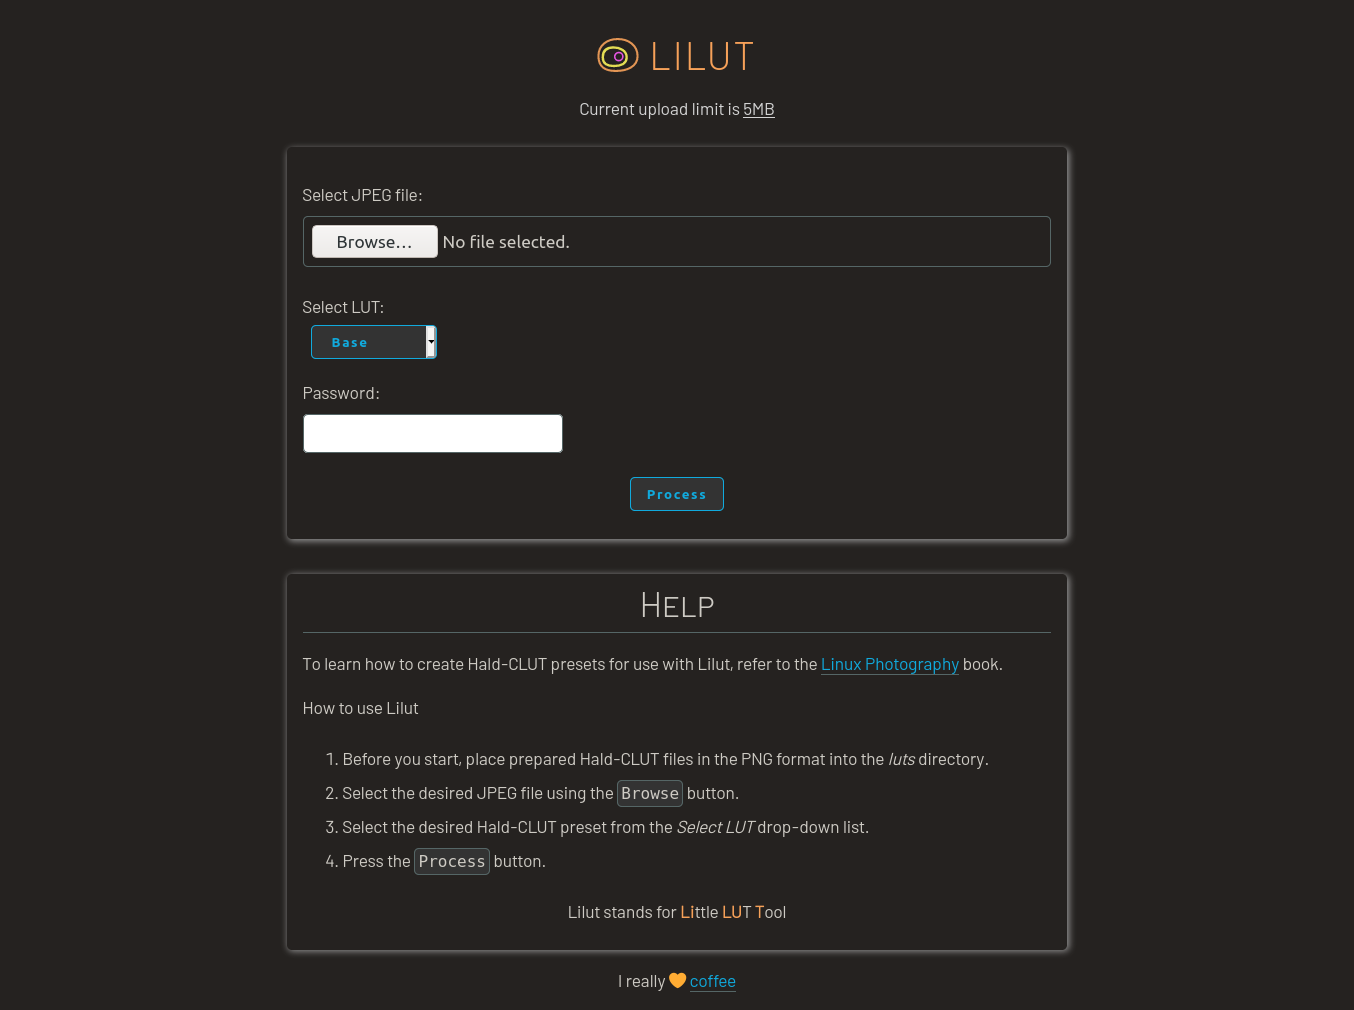 LILUT
Current upload limit is 5MB
Select JPEG file:
Browse... No file selected.
Select LUT:
Base
Password:
Process
HELP
To learn how to create Hald-CLUT presets for use with Lilut, refer to the Linux Photography book.
How to use Lilut
1. Before you start, place prepared Hald-CLUT files in the PNG format into the luts directory.
2. Select the desired JPEG file using the Browse button.
3. Select the desired Hald-CLUT preset from the Select LUT drop-down list.
4. Press the Process button.
Lilut stands for Little LUT Tool
I really 🧡 coffee